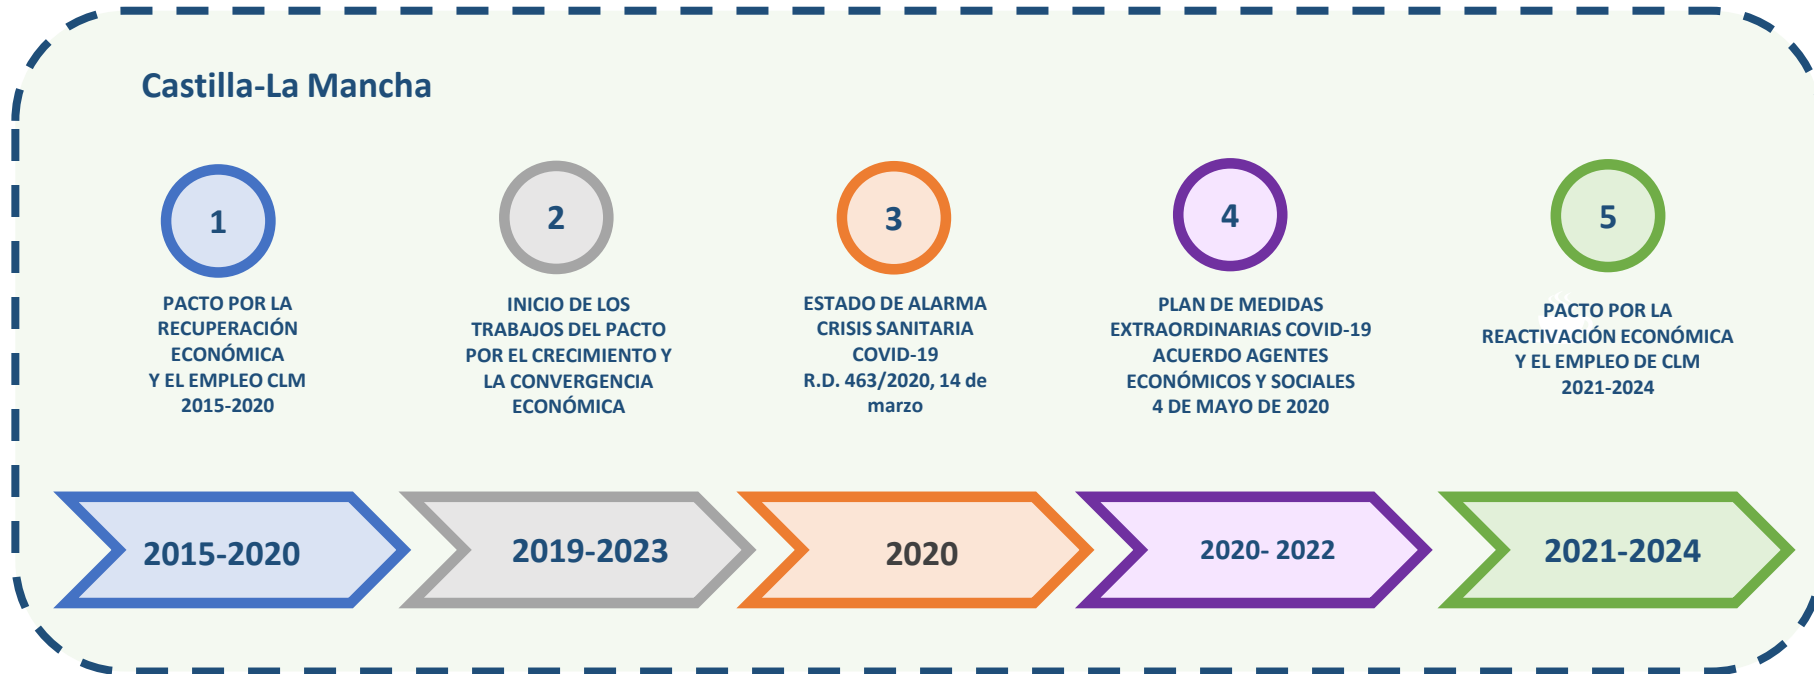 Castilla-La Mancha
1
PACTO POR LA
RECUPERACIÓN
ECONÓMICA
Y EL EMPLEO CLM
2015-2020
2
INICIO DE LOS
TRABAJOS DEL PACTO
POR EL CRECIMIENTO Y
LA CONVERGENCIA
ECONÓMICA
3
ESTADO DE ALARMA
CRISIS SANITARIA
COVID-19
R.D. 463/2020, 14 de
marzo
4
PLAN DE MEDIDAS
EXTRAORDINARIAS COVID-19
ACUERDO AGENTES
ECONÓMICOS Y SOCIALES
4 DE MAYO DE 2020
5
PACTO POR LA
REACTIVACIÓN ECONÓMICA
Y EL EMPLEO DE CLM
2021-2024
2015-2020
2019-2023
2020
2020- 2022
2021-2024